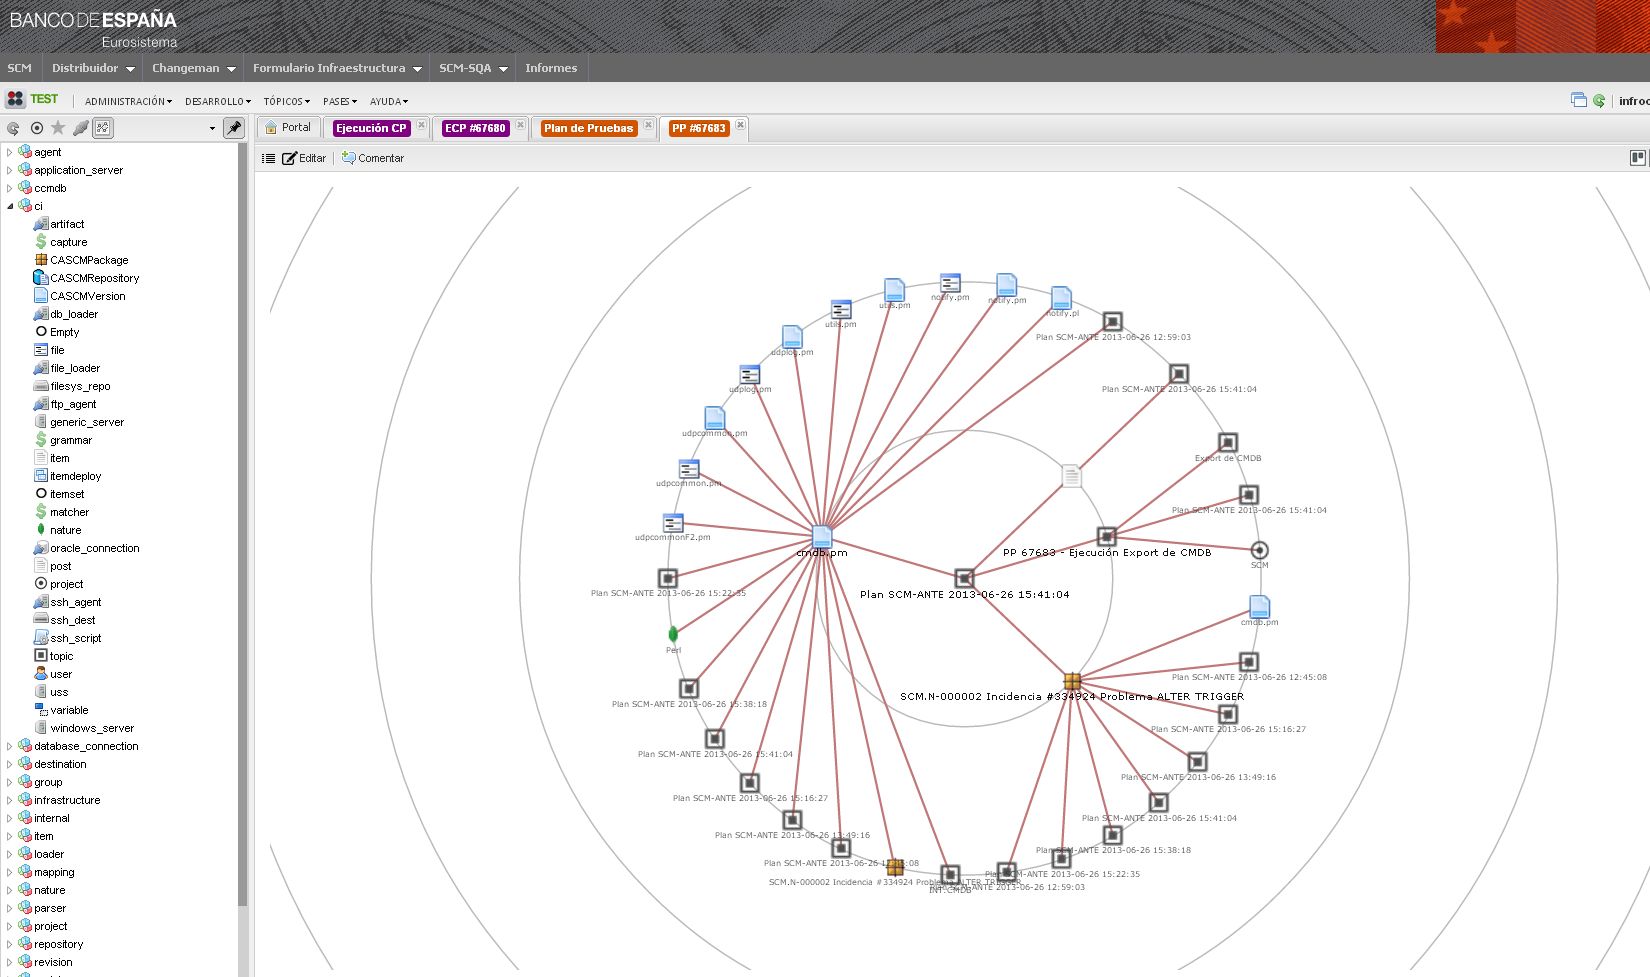 BANCO DE ESPAÑA
Eurosistema
SCM
Distribuidor
Changeman
Formulario Infraestructura
SCM-SQA
Informes
TEST
ADMINISTRACIÓN
DESARROLLO
TÓPICOS
PASES
AYUDA
infroc
Portal
Ejecución CP
ECP #67680
Plan de Pruebas
PP #67683
Editar
Comentar
agent
application_server
ccmdb
ci
artifact
capture
CASCMPackage
CASCMRepository
CASCMVersion
db_loader
Empty
file
file_loader
filesys_repo
ftp_agent
generic_server
grammar
item
itemdeploy
itemset
matcher
nature
oracle_connection
post
project
ssh_agent
ssh_dest
ssh_script
topic
user
uss
variable
windows_server
database_connection
destination
group
infrastructure
internal
item
loader
mapping
nature
parser
project
repository
revision
utils.pm
notify.pm
notify.pm
notify.pl
utils.pm
Plan SCM-ANTE 2013-06-26 12:59:03
udplog.pm
udplog.pm
Plan SCM-ANTE 2013-06-26 15:41:04
udpcommon.pm
Export de CMDB
udpcommon.pm
Plan SCM-ANTE 2013-06-26 15:41:04
udpcommonF2.pm
cmdb.pm
PP 67683 - Ejecución Export de CMDB
SCM
Plan SCM-ANTE 2013-06-26 15:22:35
Plan SCM-ANTE 2013-06-26 15:41:04
cmdb.pm
Perl
Plan SCM-ANTE 2013-06-26 12:45:08
SCM.N-000002 Incidencia #334924 Problema ALTER TRIGGER
Plan SCM-ANTE 2013-06-26 15:38:18
Plan SCM-ANTE 2013-06-26 15:16:27
Plan SCM-ANTE 2013-06-26 15:41:04
Plan SCM-ANTE 2013-06-26 13:49:16
Plan SCM-ANTE 2013-06-26 15:16:27
Plan SCM-ANTE 2013-06-26 15:41:04
Plan SCM-ANTE 2013-06-26 13:49:16
Plan SCM-ANTE 2013-06-26 15:38:18
Plan SCM-ANTE 2013-06-26 12:45:08
Plan SCM-ANTE 2013-06-26 15:22:35
SCM.N-000002 Incidencia #334924 Problema ALTER TRIGGER
INT.CMDB
Plan SCM-ANTE 2013-06-26 12:59:03